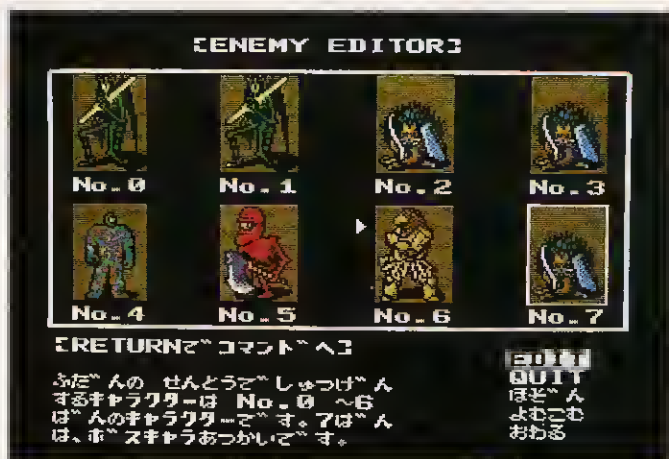 [ENEMY EDITOR]
No.0 No.1 No.2 No.3
No.4 No.5 No.6 No.7
[RETURNで コマンド へ]
ふだ んの せんとうで しゅつげ ん
するキャラクターは No.0 ~6
ば んのキャラクターで す。7ば ん
は、ボ スキャラあつかいで す。
EDIT
QUIT
ほぞ ん
よむこむ
おわる